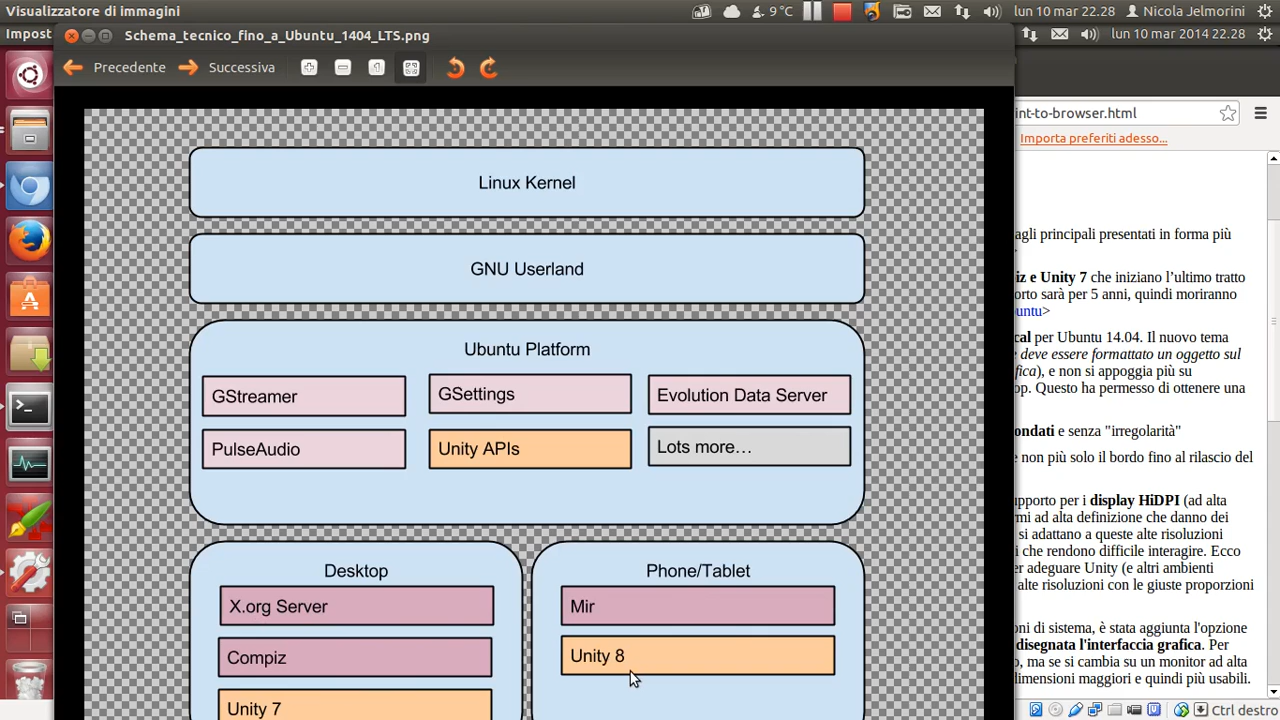 Visualizzatore di immagini
9 °C
lun 10 mar 22.28
Nicola Jelmorini
Impost
Schema_tecnico_fino_a_Ubuntu_1404_LTS.png
lun 10 mar 2014 22.28
Precedente
Successiva
int-to-browser.html
Importa preferiti adesso...
Linux Kernel
GNU Userland
Ubuntu Platform
GStreamer
GSettings
Evolution Data Server
PulseAudio
Unity APIs
Lots more…
Desktop
X.org Server
Compiz
Unity 7
Phone/Tablet
Mir
Unity 8
agli principali presentati in forma più
iz e Unity 7 che iniziano l’ultimo tratto
orto sarà per 5 anni, quindi moriranno
untu>
cal per Ubuntu 14.04. Il nuovo tema
e deve essere formattato un oggetto sul
fica), e non si appoggia più su
op. Questo ha permesso di ottenere una
ondati e senza "irregolarità"
e non più solo il bordo fino al rilascio del
upporto per i display HiDPI (ad alta
rmi ad alta definizione che danno dei
si adattano a queste alte risoluzioni
i che rendono difficile interagire. Ecco
er adeguare Unity (e altri ambienti
alte risoluzioni con le giuste proporzioni
oni di sistema, è stata aggiunta l'opzione
disegnata l'interfaccia grafica. Per
o, ma se si cambia su un monitor ad alta
dimensioni maggiori e quindi più usabili.
Ctrl destro